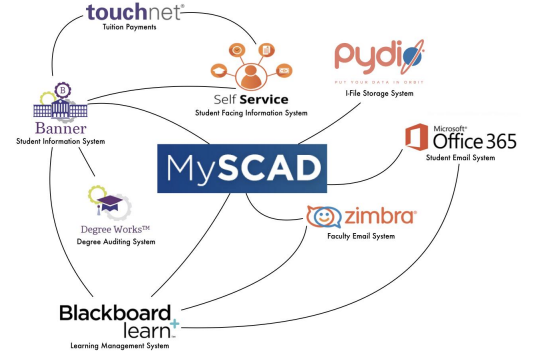 touchnet®
Tuition Payments
pydio
PUT YOUR DATA IN ORBIT
I-File Storage System
Self Service
Student Facing Information System
B
Banner
Student Information System
Microsoft®
Office 365
Student Email System
MySCAD
zimbra®
Faculty Email System
Degree Works™
Degree Auditing System
Blackboard
learn+™
Learning Management System